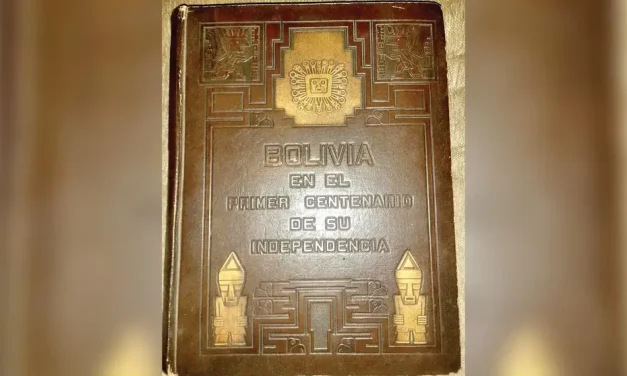 BOLIVIA
EN EL
PRIMER CENTENARIO
DE SU
INDEPENDENCIA